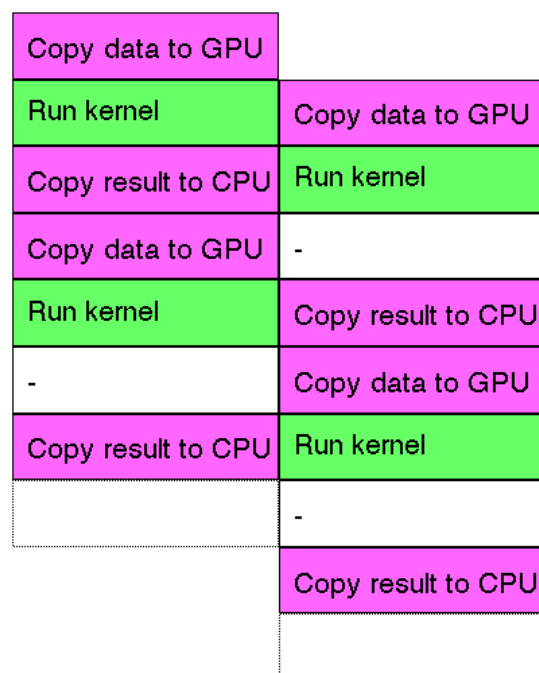 Copy data to GPU
Run kernel
Copy data to GPU
Copy result to CPU
Run kernel
Copy data to GPU
-
Run kernel
Copy result to CPU
-
Copy data to GPU
Copy result to CPU
Run kernel
-
Copy result to CPU